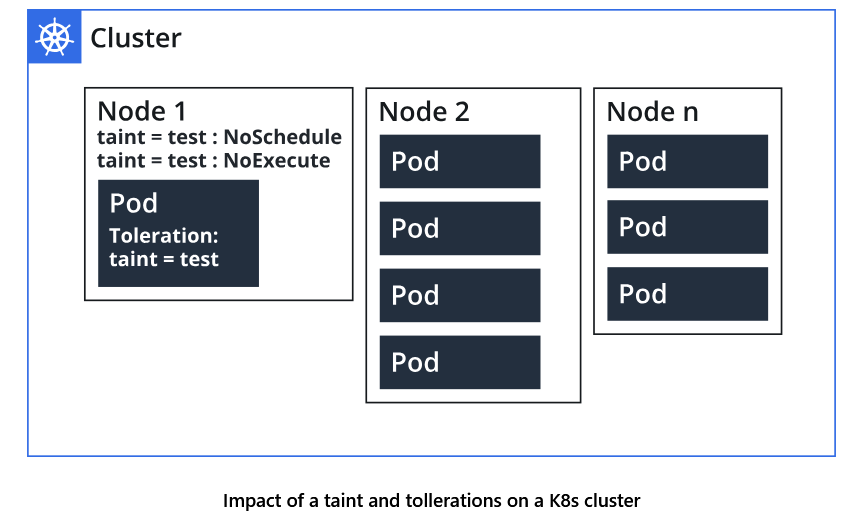 Cluster
Node 1
taint = test : NoSchedule
taint = test : NoExecute
Pod
Toleration:
taint = test
Node 2
Pod
Pod
Pod
Pod
Node n
Pod
Pod
Pod
Impact of a taint and tollerations on a K8s cluster